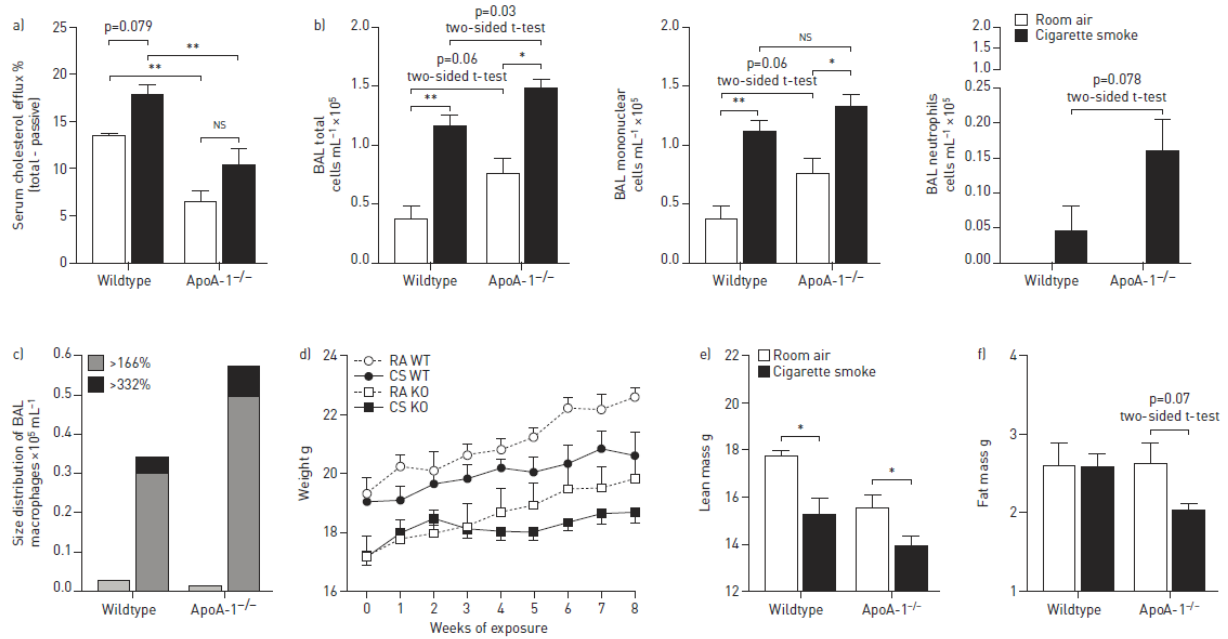 a)
Serum cholesterol efflux %
(total - passive)
25
20
15
10
5
0
p=0.079
**
**
NS
Wildtype
ApoA-1⁻/⁻
b)
BAL total
cells mL⁻¹ ×10⁵
2.0
1.5
1.0
0.5
0.0
p=0.03
two-sided t-test
p=0.06
two-sided t-test
*
**
Wildtype
ApoA-1⁻/⁻
BAL mononuclear
cells mL⁻¹ ×10⁵
2.0
1.5
1.0
0.5
0.0
NS
p=0.06
two-sided t-test
*
**
Wildtype
ApoA-1⁻/⁻
Room air
Cigarette smoke
BAL neutrophils
cells mL⁻¹ ×10⁵
2.0
1.5
1.0
0.25
0.20
0.15
0.10
0.05
0.00
p=0.078
two-sided t-test
Wildtype
ApoA-1⁻/⁻
c)
Size distribution of BAL
macrophages ×10⁵ mL⁻¹
0.6
0.5
0.4
0.3
0.2
0.1
0.0
>166%
>332%
Wildtype
ApoA-1⁻/⁻
d)
Weight g
24
22
20
18
16
RA WT
CS WT
RA KO
CS KO
0 1 2 3 4 5 6 7 8
Weeks of exposure
e)
Lean mass g
22
20
18
16
14
12
Room air
Cigarette smoke
*
*
Wildtype
ApoA-1⁻/⁻
f)
Fat mass g
4
3
2
1
p=0.07
two-sided t-test
Wildtype
ApoA-1⁻/⁻